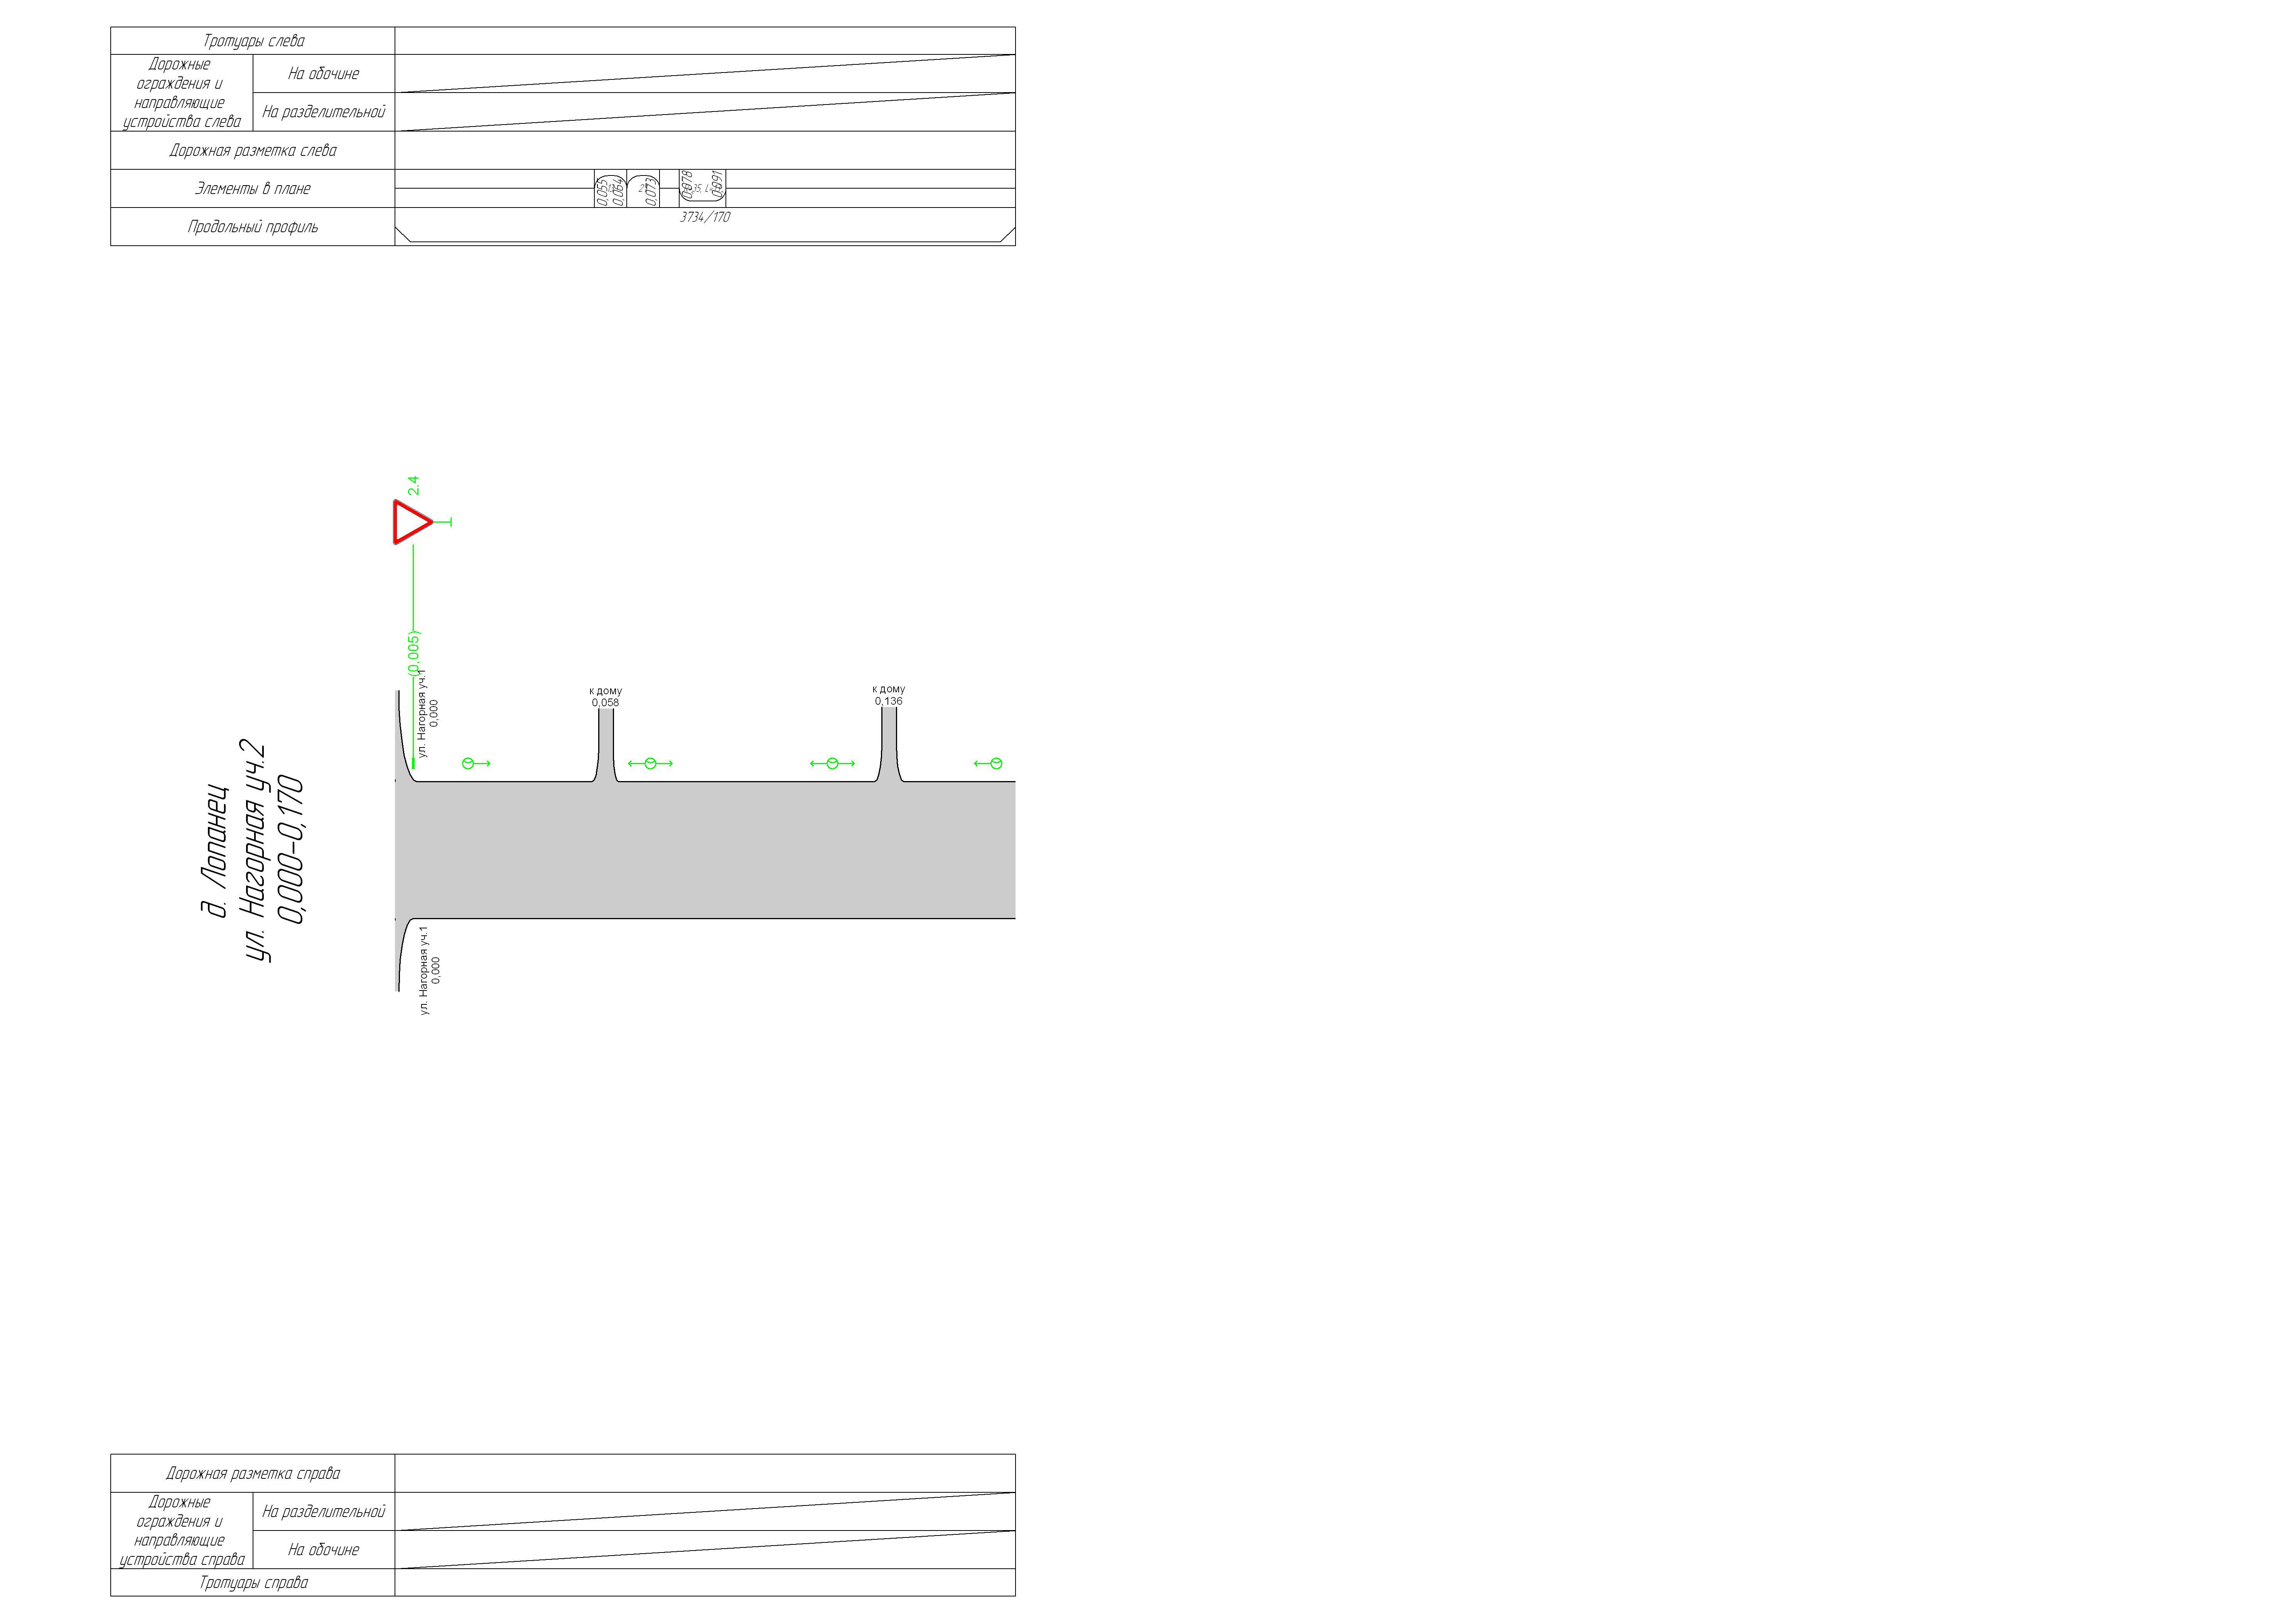 Тротуары слева
Дорожные
ограждения и
направляющие
устройства слева
На обочине
На разделительной
Дорожная разметка слева
Элементы в плане
0,055
0,064
0,073
0,078
0,091
Продольный профиль
3734/170
2.4
(0,005)
ул. Нагорная уч.1
0,000
к дому
0,058
к дому
0,136
д. Лопанец
ул. Нагорная уч.2
0,000-0,170
ул. Нагорная уч.1
0,000
Дорожная разметка справа
Дорожные
ограждения и
направляющие
устройства справа
На разделительной
На обочине
Тротуары справа